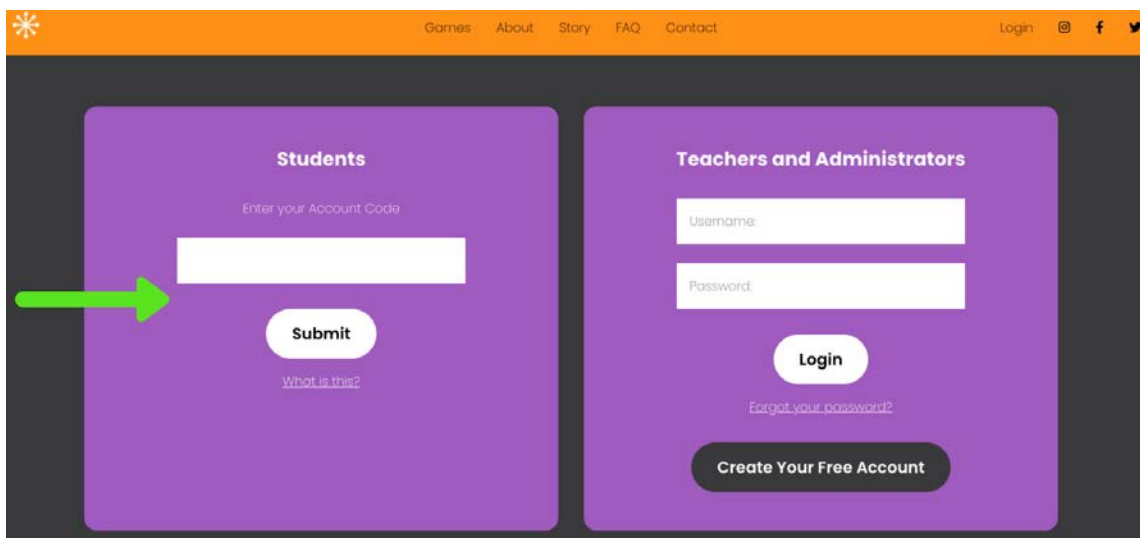 Games About Story FAQ Contact Login
Students
Enter your Account Code
Submit
What is this?
Teachers and Administrators
Username:
Password:
Login
Forgot your password?
Create Your Free Account